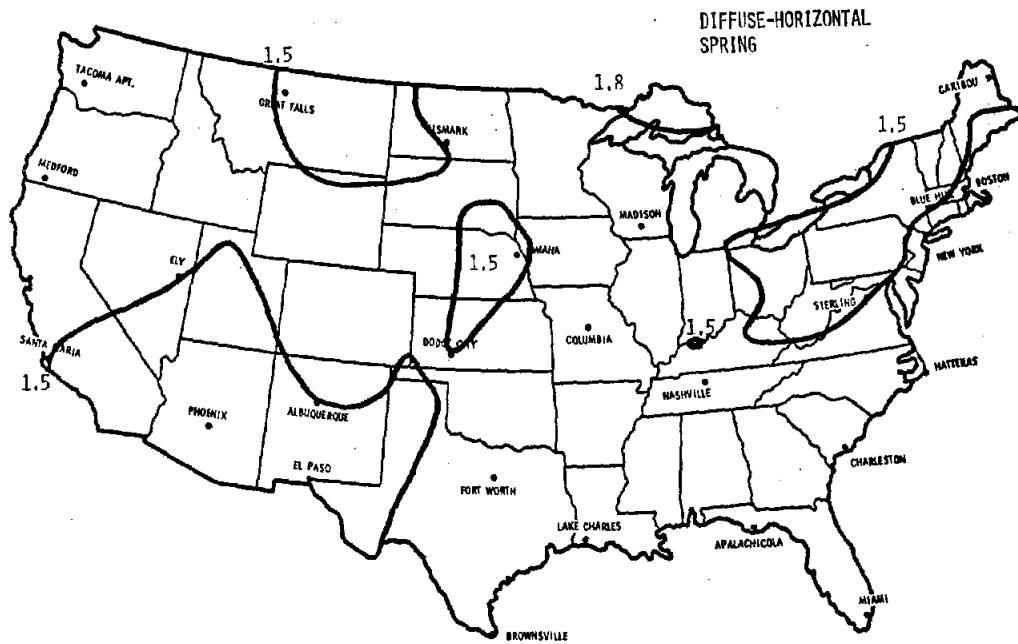 DIFFUSE-HORIZONTAL
SPRING
1.5
1.8
TACOMA APT.
GREAT FALLS
CARIBOU
1.5
BISMARK
MEDFORD
BOSTON
BLUE HILL
MADISON
ELY
1.5
OMAHA
NEW YORK
STERLING
SANTA MARIA
DODGE CITY
COLUMBIA
1.5
1.5
HATTERAS
NASHVILLE
PHOENIX
ALBUQUERQUE
EL PASO
CHARLESTON
FORT WORTH
LAKE CHARLES
APALACHICOLA
MIAMI
BROWNSVILLE